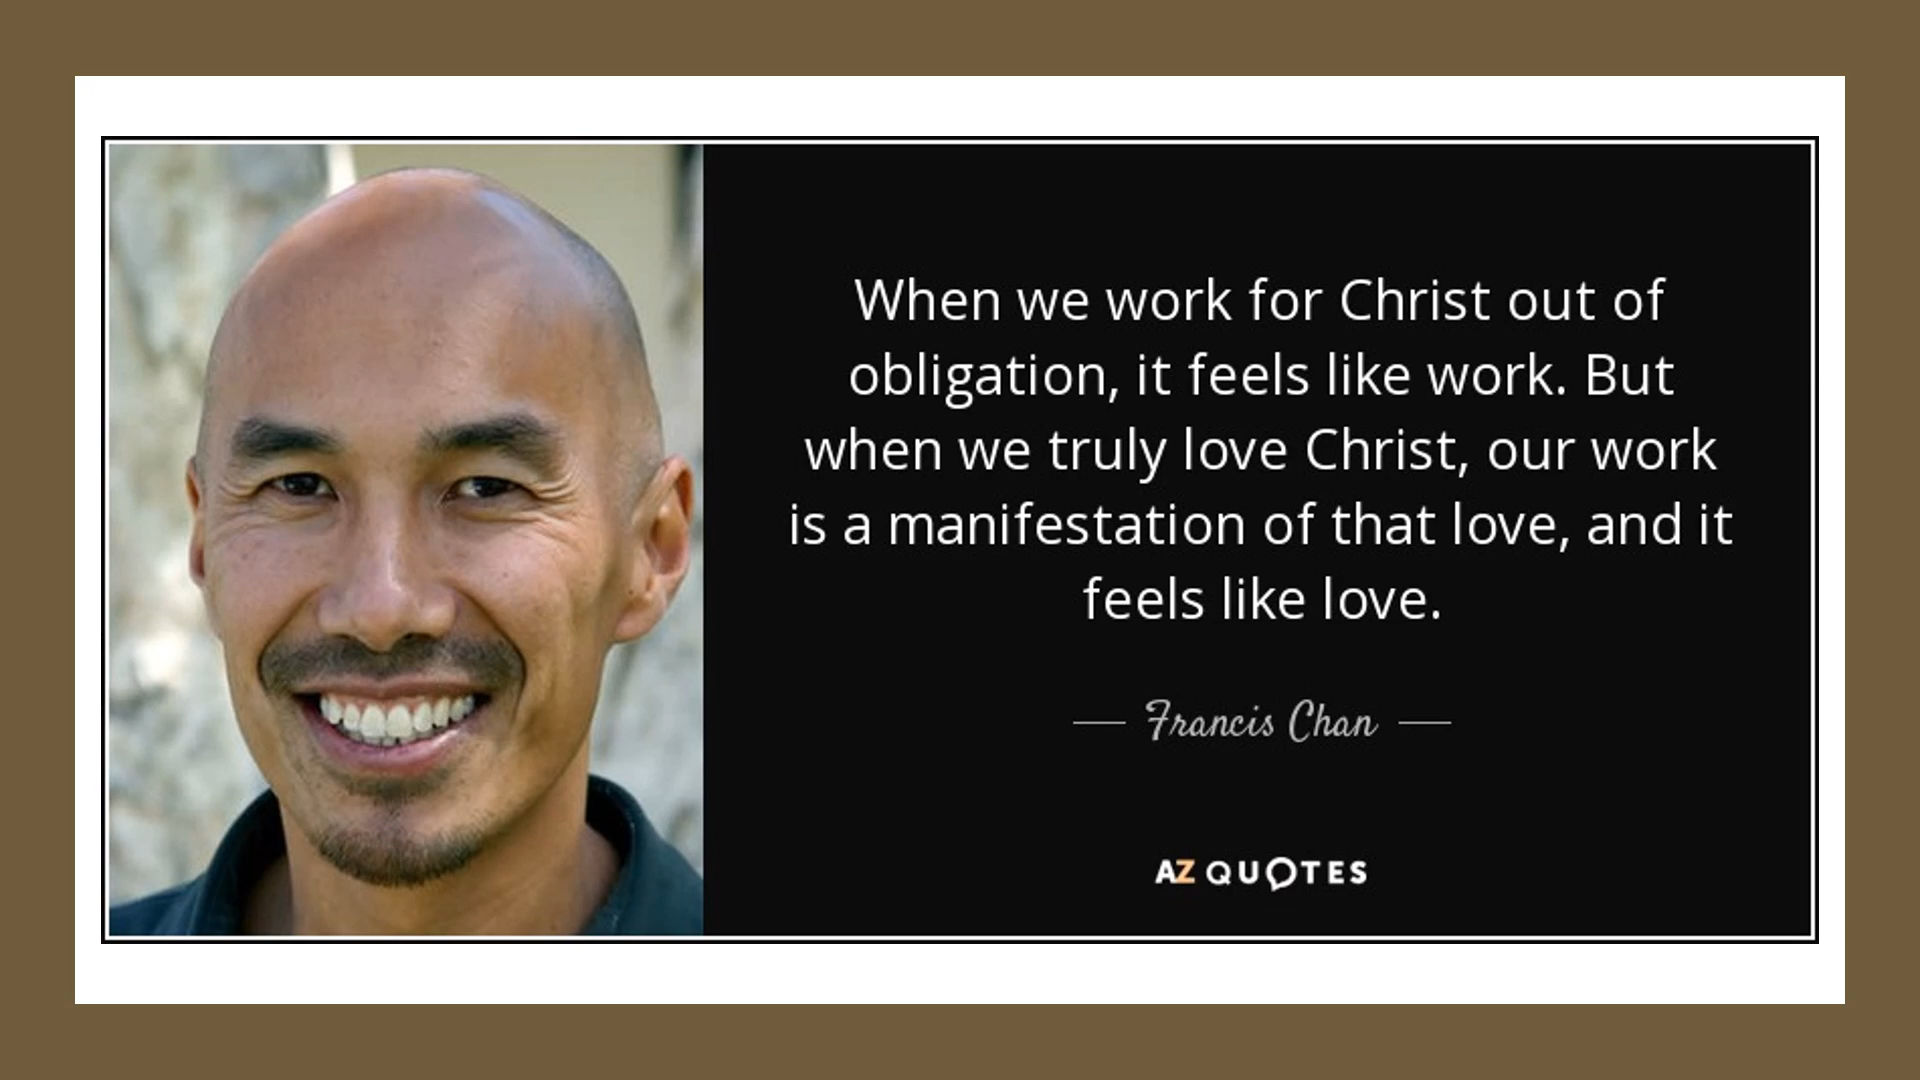 When we work for Christ out of
obligation, it feels like work. But
when we truly love Christ, our work
is a manifestation of that love, and it
feels like love.
Francis Chan
AZ QUOTES